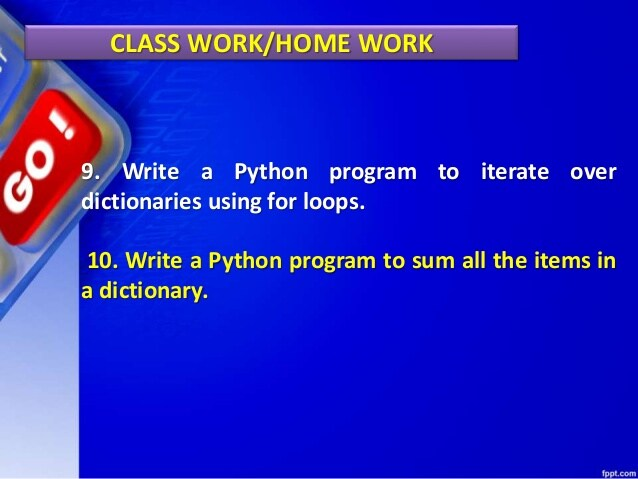 CLASS WORK/HOME WORK
GO!
9. Write a Python program to iterate over
dictionaries using for loops.
10. Write a Python program to sum all the items in
a dictionary.
fppt.com